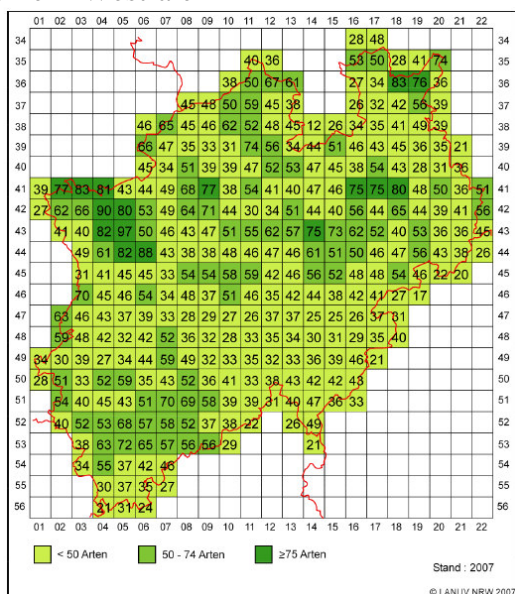 01 02 03 04 05 06 07 08 09 10 11 12 13 14 15 16 17 18 19 20 21 22
34 28 48 34
35 40 36 53 50 28 41 74 35
36 38 50 67 61 27 34 83 76 36 36
37 45 48 50 59 45 38 26 32 42 56 39 37
38 46 65 45 46 62 52 48 45 12 26 34 35 41 49 39 38
39 66 47 35 33 31 74 56 34 44 51 46 43 45 36 35 21 39
40 45 34 51 39 39 47 52 53 47 45 38 54 43 28 31 36 40
41 39 77 83 81 43 44 49 68 77 38 54 41 40 47 46 75 75 80 48 50 36 51 41
42 27 62 66 90 80 53 49 64 71 44 30 34 51 44 40 56 44 65 44 39 41 56 42
43 41 40 82 97 50 46 43 47 51 55 62 57 75 73 62 52 40 53 36 36 45 43
44 49 61 82 88 43 38 38 48 46 47 46 61 51 50 46 47 56 43 38 26 44
45 31 41 45 45 33 54 54 58 59 42 46 56 52 48 48 54 46 22 20 45
46 70 45 46 54 34 48 37 51 46 35 42 44 38 42 41 27 17 46
47 63 46 43 37 39 33 28 29 27 26 37 37 25 25 26 37 31 47
48 59 48 42 32 42 52 36 32 28 33 35 34 30 31 29 35 40 48
49 34 30 39 27 34 44 59 49 32 33 35 32 33 36 39 46 21 49
50 28 51 33 52 59 35 43 52 36 41 33 38 43 42 42 43 50
51 54 40 45 43 51 70 69 58 39 39 31 40 47 36 33 51
52 40 52 53 68 57 58 52 37 38 22 26 49 52
53 38 63 72 65 57 56 56 29 21 53
54 34 55 37 42 46 54
55 30 37 35 27 55
56 21 31 24 56
01 02 03 04 05 06 07 08 09 10 11 12 13 14 15 16 17 18 19 20 21 22
< 50 Arten 50 - 74 Arten ≥75 Arten
Stand : 2007
© LANUV NRW 2007